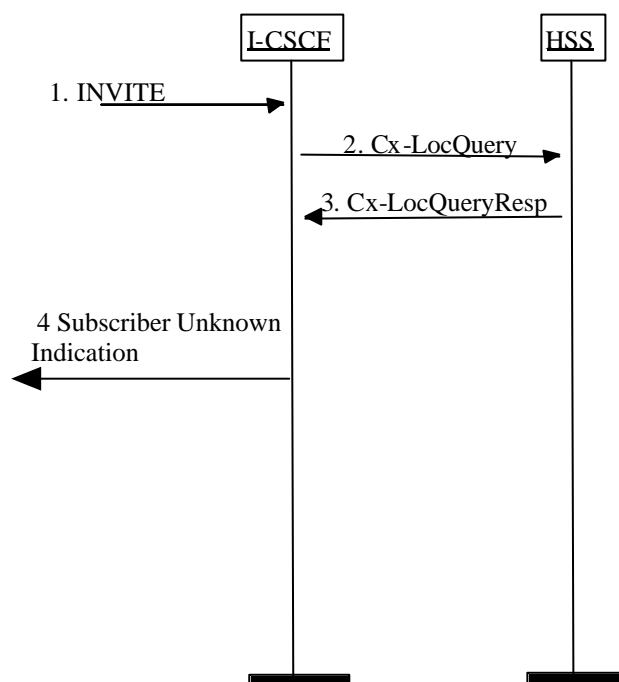 I-CSCF
HSS
1. INVITE
2. Cx-LocQuery
3. Cx-LocQueryResp
4 Subscriber Unknown
Indication